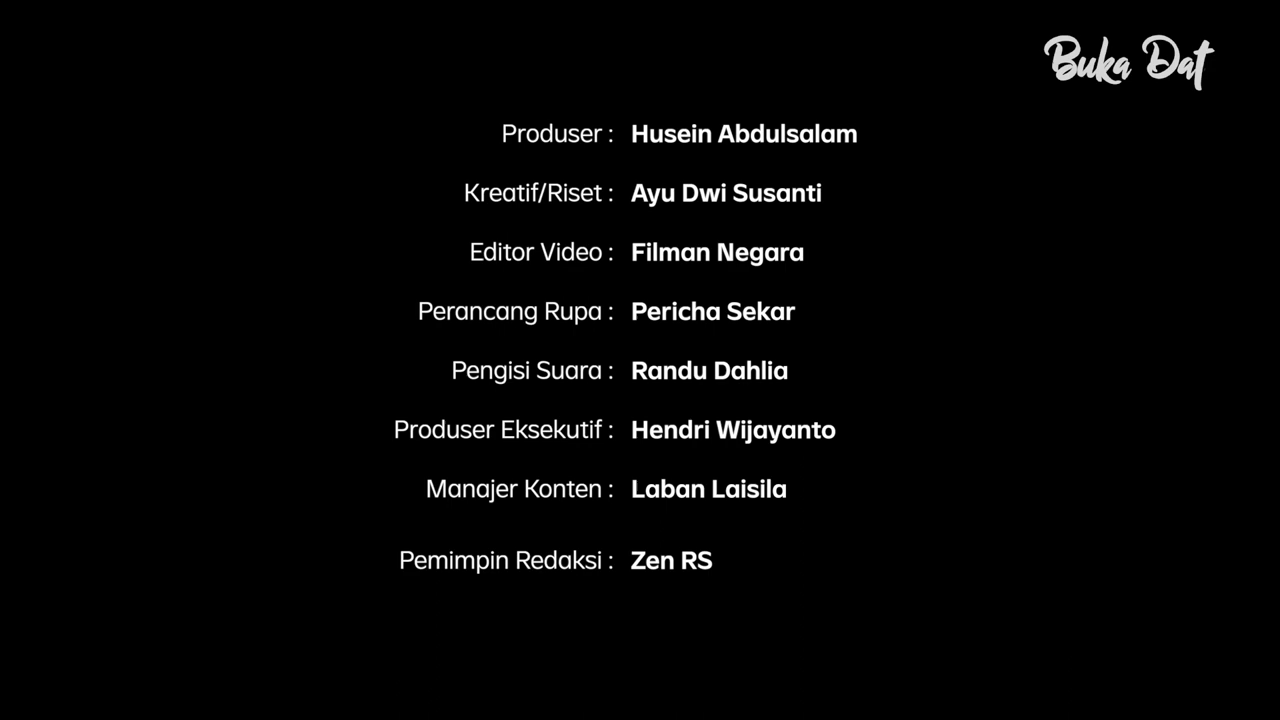 Buka Dat
Produser : Husein Abdulsalam
Kreatif/Riset : Ayu Dwi Susanti
Editor Video : Filman Negara
Perancang Rupa : Pericha Sekar
Pengisi Suara : Randu Dahlia
Produser Eksekutif : Hendri Wijayanto
Manajer Konten : Laban Laisila
Pemimpin Redaksi : Zen RS